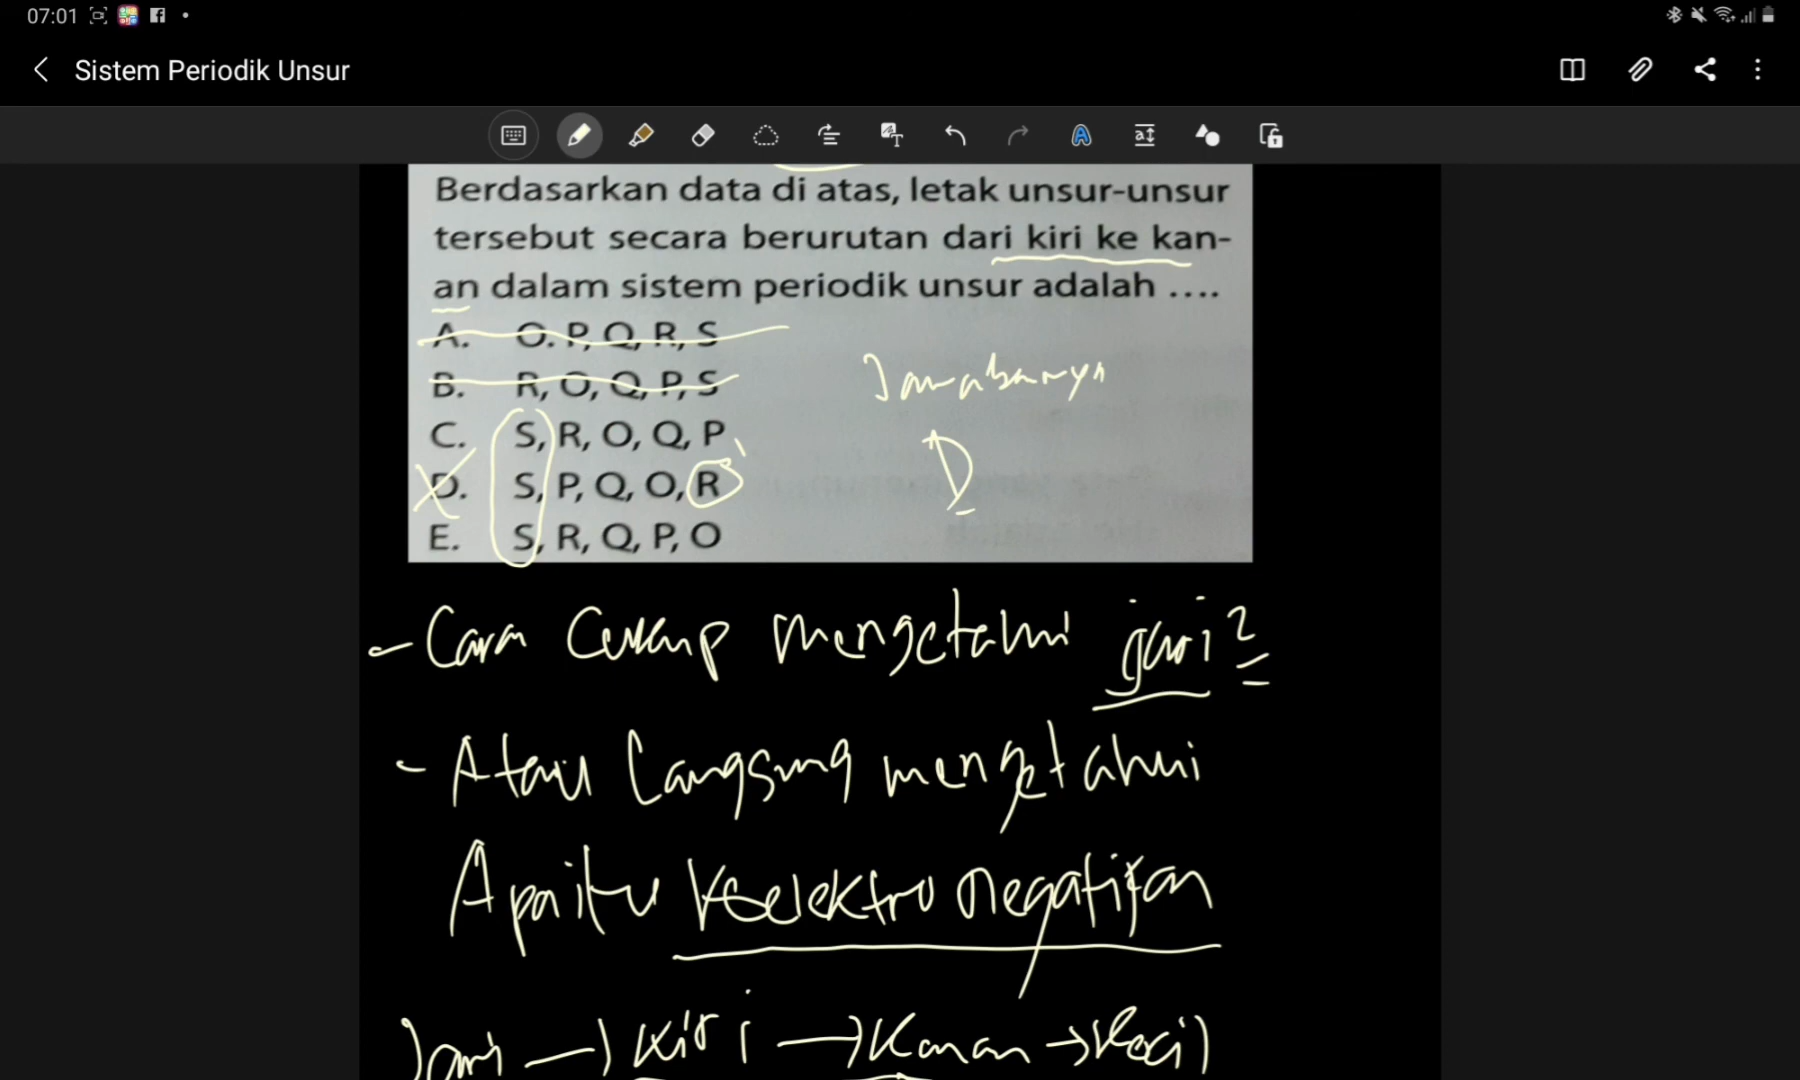 07:01
Sistem Periodik Unsur
Berdasarkan data di atas, letak unsur-unsur
tersebut secara berurutan dari kiri ke kan-
an dalam sistem periodik unsur adalah ....
A. O. P, Q, R, S
B. R, O, Q, P, S
C. S, R, O, Q, P
D. S, P, Q, O, R
E. S, R, Q, P, O
Jawabanya
D
- Cara Cukup mengetahui jari2
- Atau Langsung mengetahui
Apaitu Keelektronegatifan
Jari → Kiri → Kanan → Kecil